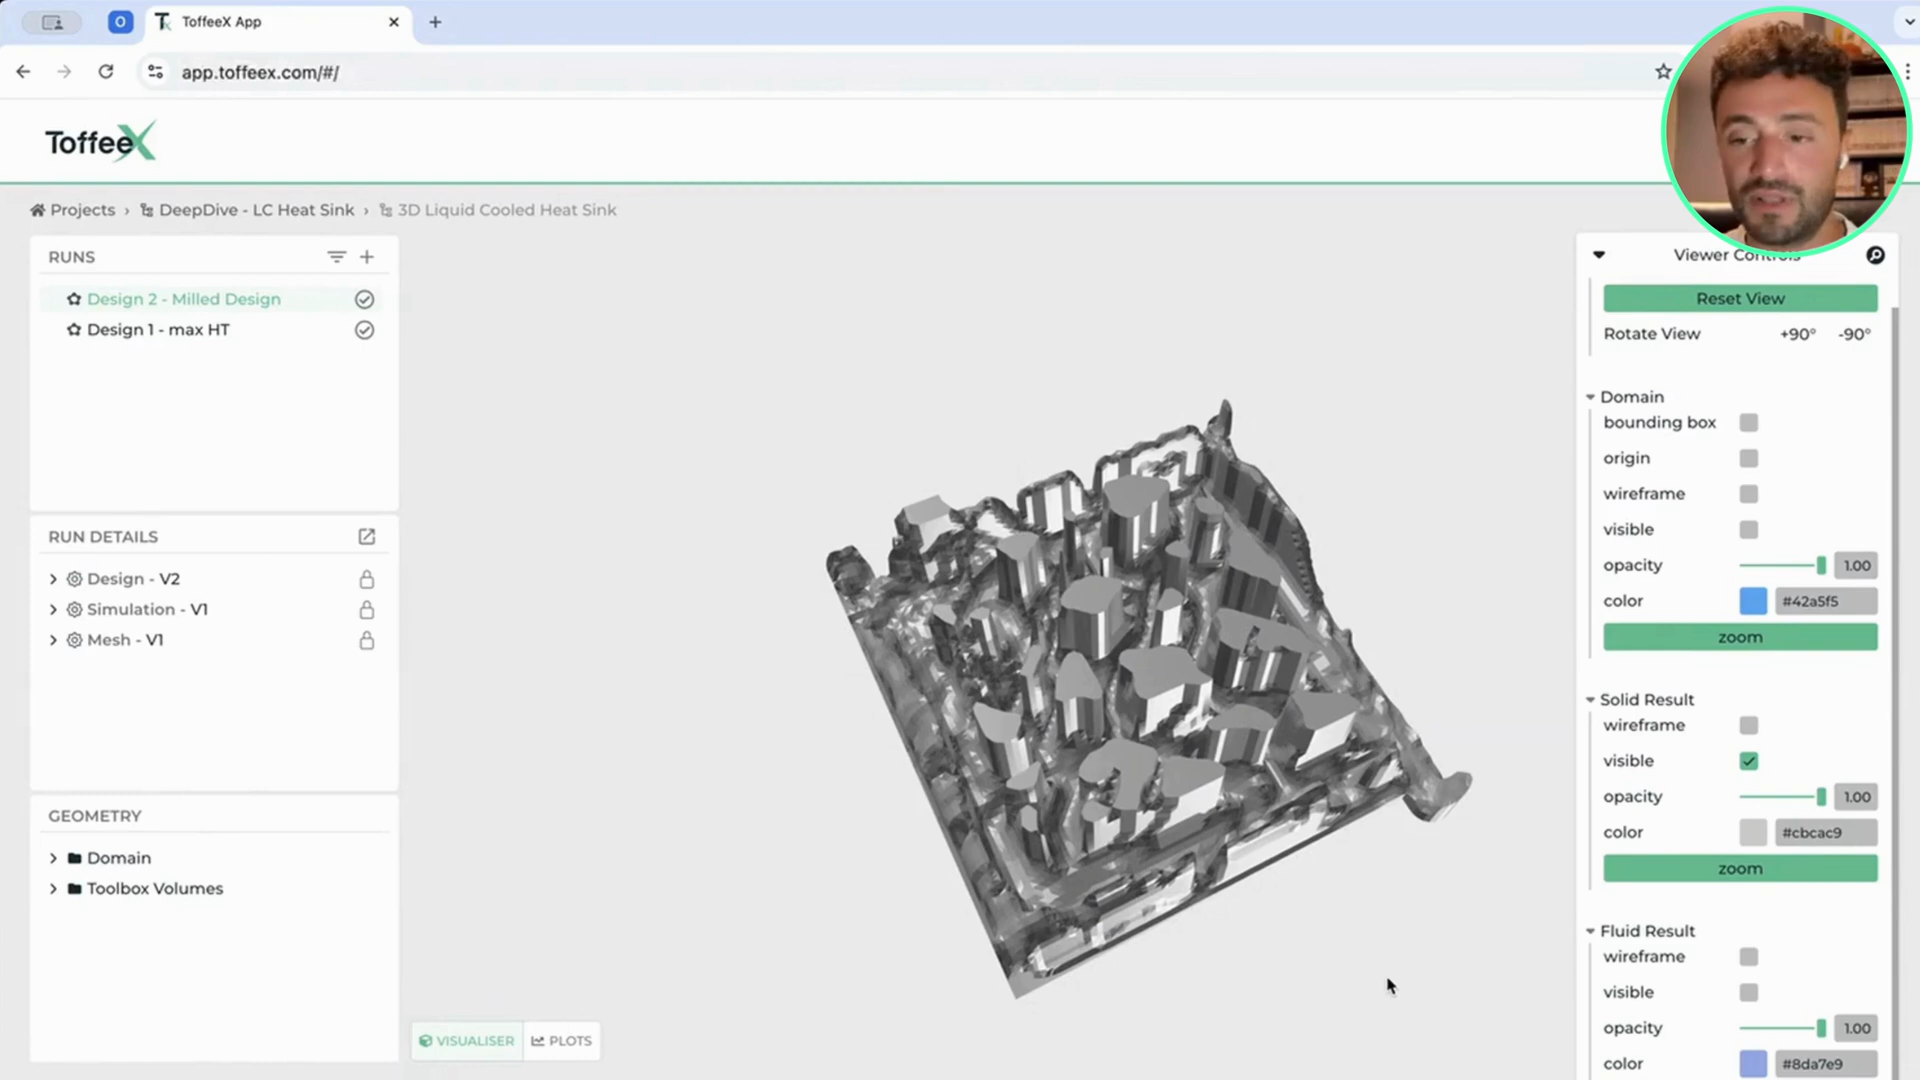 ToffeeX App
app.toffeex.com/#/
ToffeeX
Projects › DeepDive - LC Heat Sink › 3D Liquid Cooled Heat Sink
RUNS
Design 2 - Milled Design
Design 1 - max HT
RUN DETAILS
Design - V2
Simulation - V1
Mesh - V1
GEOMETRY
Domain
Toolbox Volumes
VISUALISER
PLOTS
Viewer Controls
Reset View
Rotate View +90° -90°
Domain
bounding box
origin
wireframe
visible
opacity 1.00
color #42a5f5
zoom
Solid Result
wireframe
visible
opacity 1.00
color #cbcac9
zoom
Fluid Result
wireframe
visible
opacity 1.00
color #8da7e9